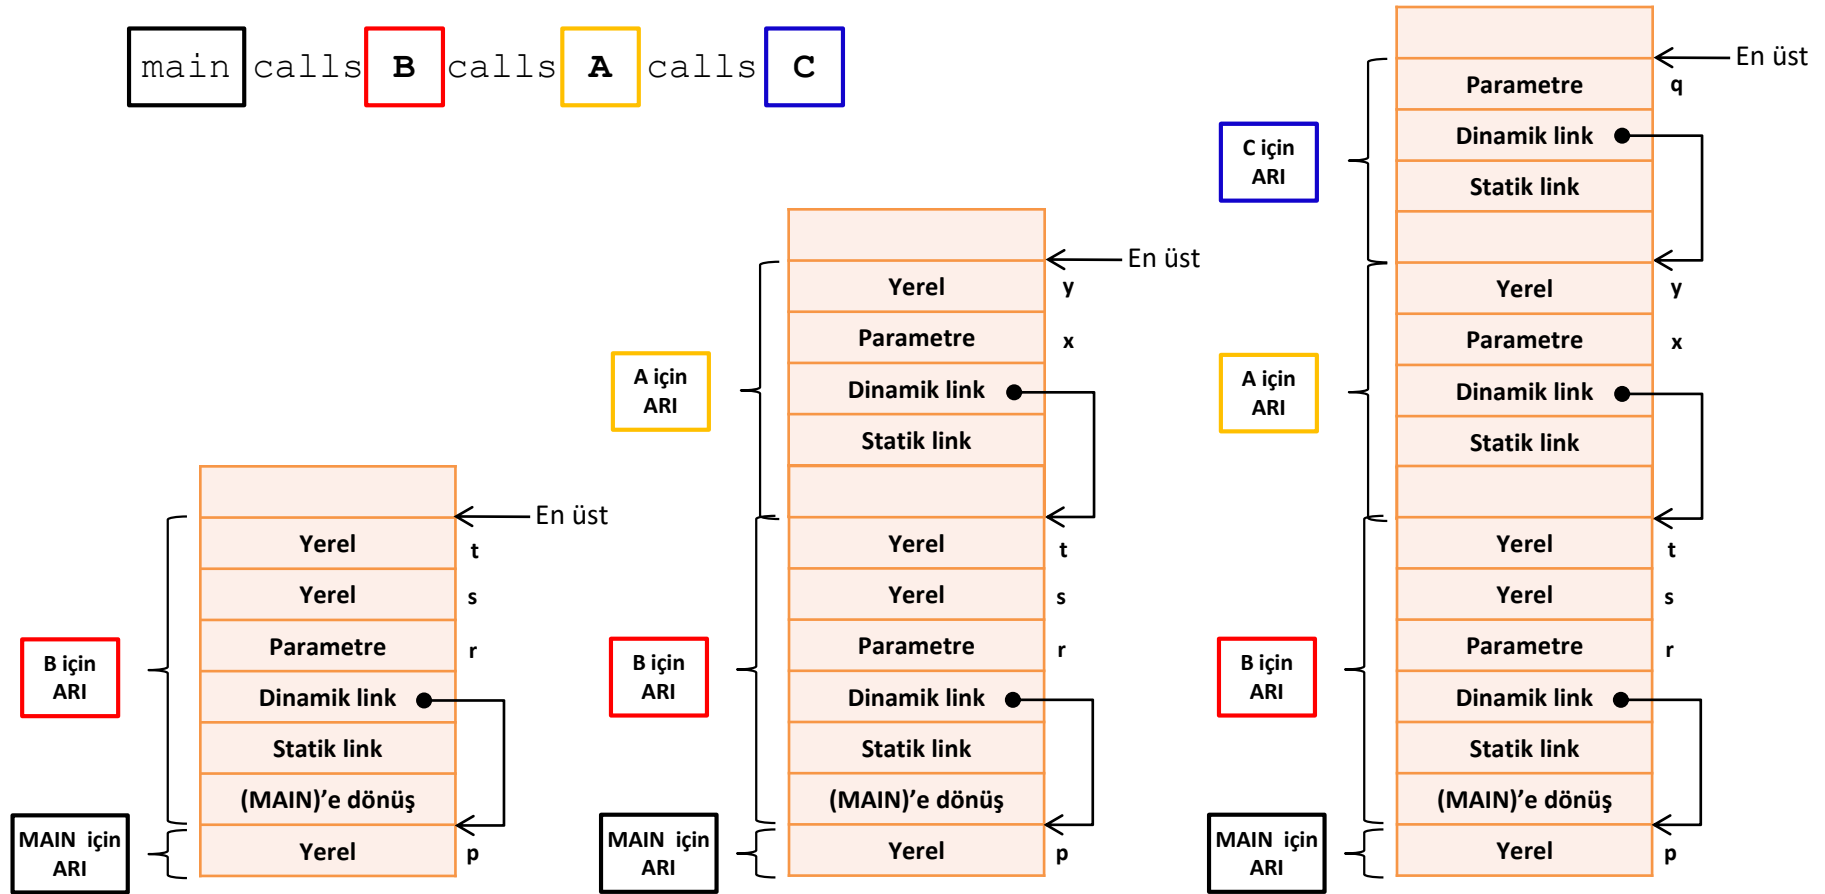 main calls B calls A calls C
En üst
Yerel t
Yerel s
Parametre r
Dinamik link
Statik link
(MAIN)'e dönüş
Yerel p
B için
ARI
MAIN için
ARI
En üst
Yerel y
Parametre x
Dinamik link
Statik link
Yerel t
Yerel s
Parametre r
Dinamik link
Statik link
(MAIN)'e dönüş
Yerel p
A için
ARI
B için
ARI
MAIN için
ARI
En üst
Parametre q
Dinamik link
Statik link
Yerel y
Parametre x
Dinamik link
Statik link
Yerel t
Yerel s
Parametre r
Dinamik link
Statik link
(MAIN)'e dönüş
Yerel p
C için
ARI
A için
ARI
B için
ARI
MAIN için
ARI